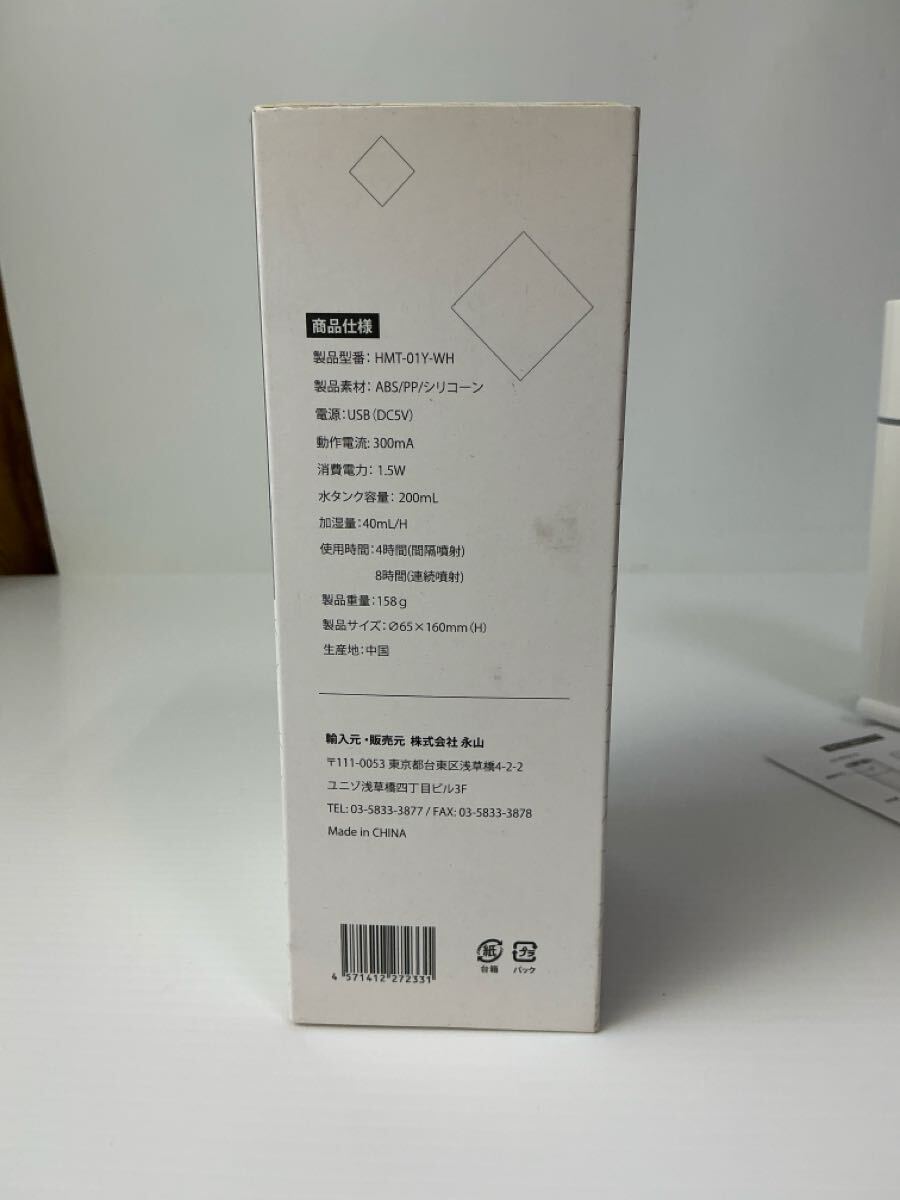 商品仕様
製品型番: HMT-01Y-WH
製品素材: ABS/PP/シリコーン
電源:USB(DC5V)
動作電流: 300mA
消費電力: 1.5W
水タンク容量: 200mL
加湿量:40mL/H
使用時間:4時間(間隔噴射)
8時間(連続噴射)
製品重量:158g
製品サイズ:∅65×160mm(H)
生産地:中国
輸入元・販売元 株式会社 永山
〒111-0053 東京都台東区浅草橋4-2-2
ユニゾ浅草橋四丁目ビル3F
TEL: 03-5833-3877 / FAX: 03-5833-3878
Made in CHINA
4 571412 272331
紙 プラ
台箱 パック